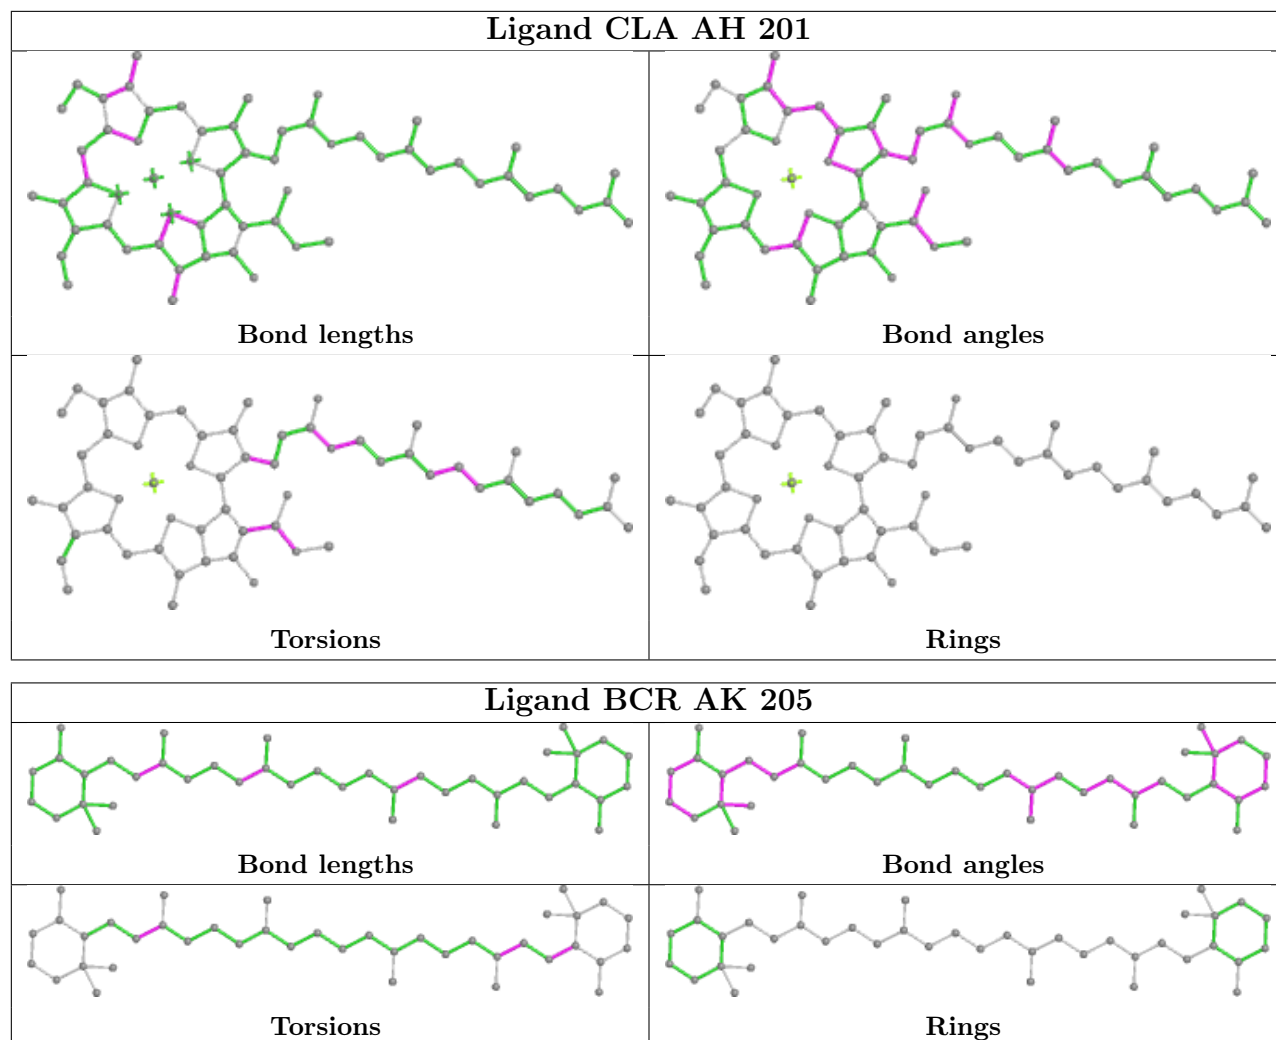 Ligand CLA AH 201
Bond lengths
Bond angles
Torsions
Rings
Ligand BCR AK 205
Bond lengths
Bond angles
Torsions
Rings